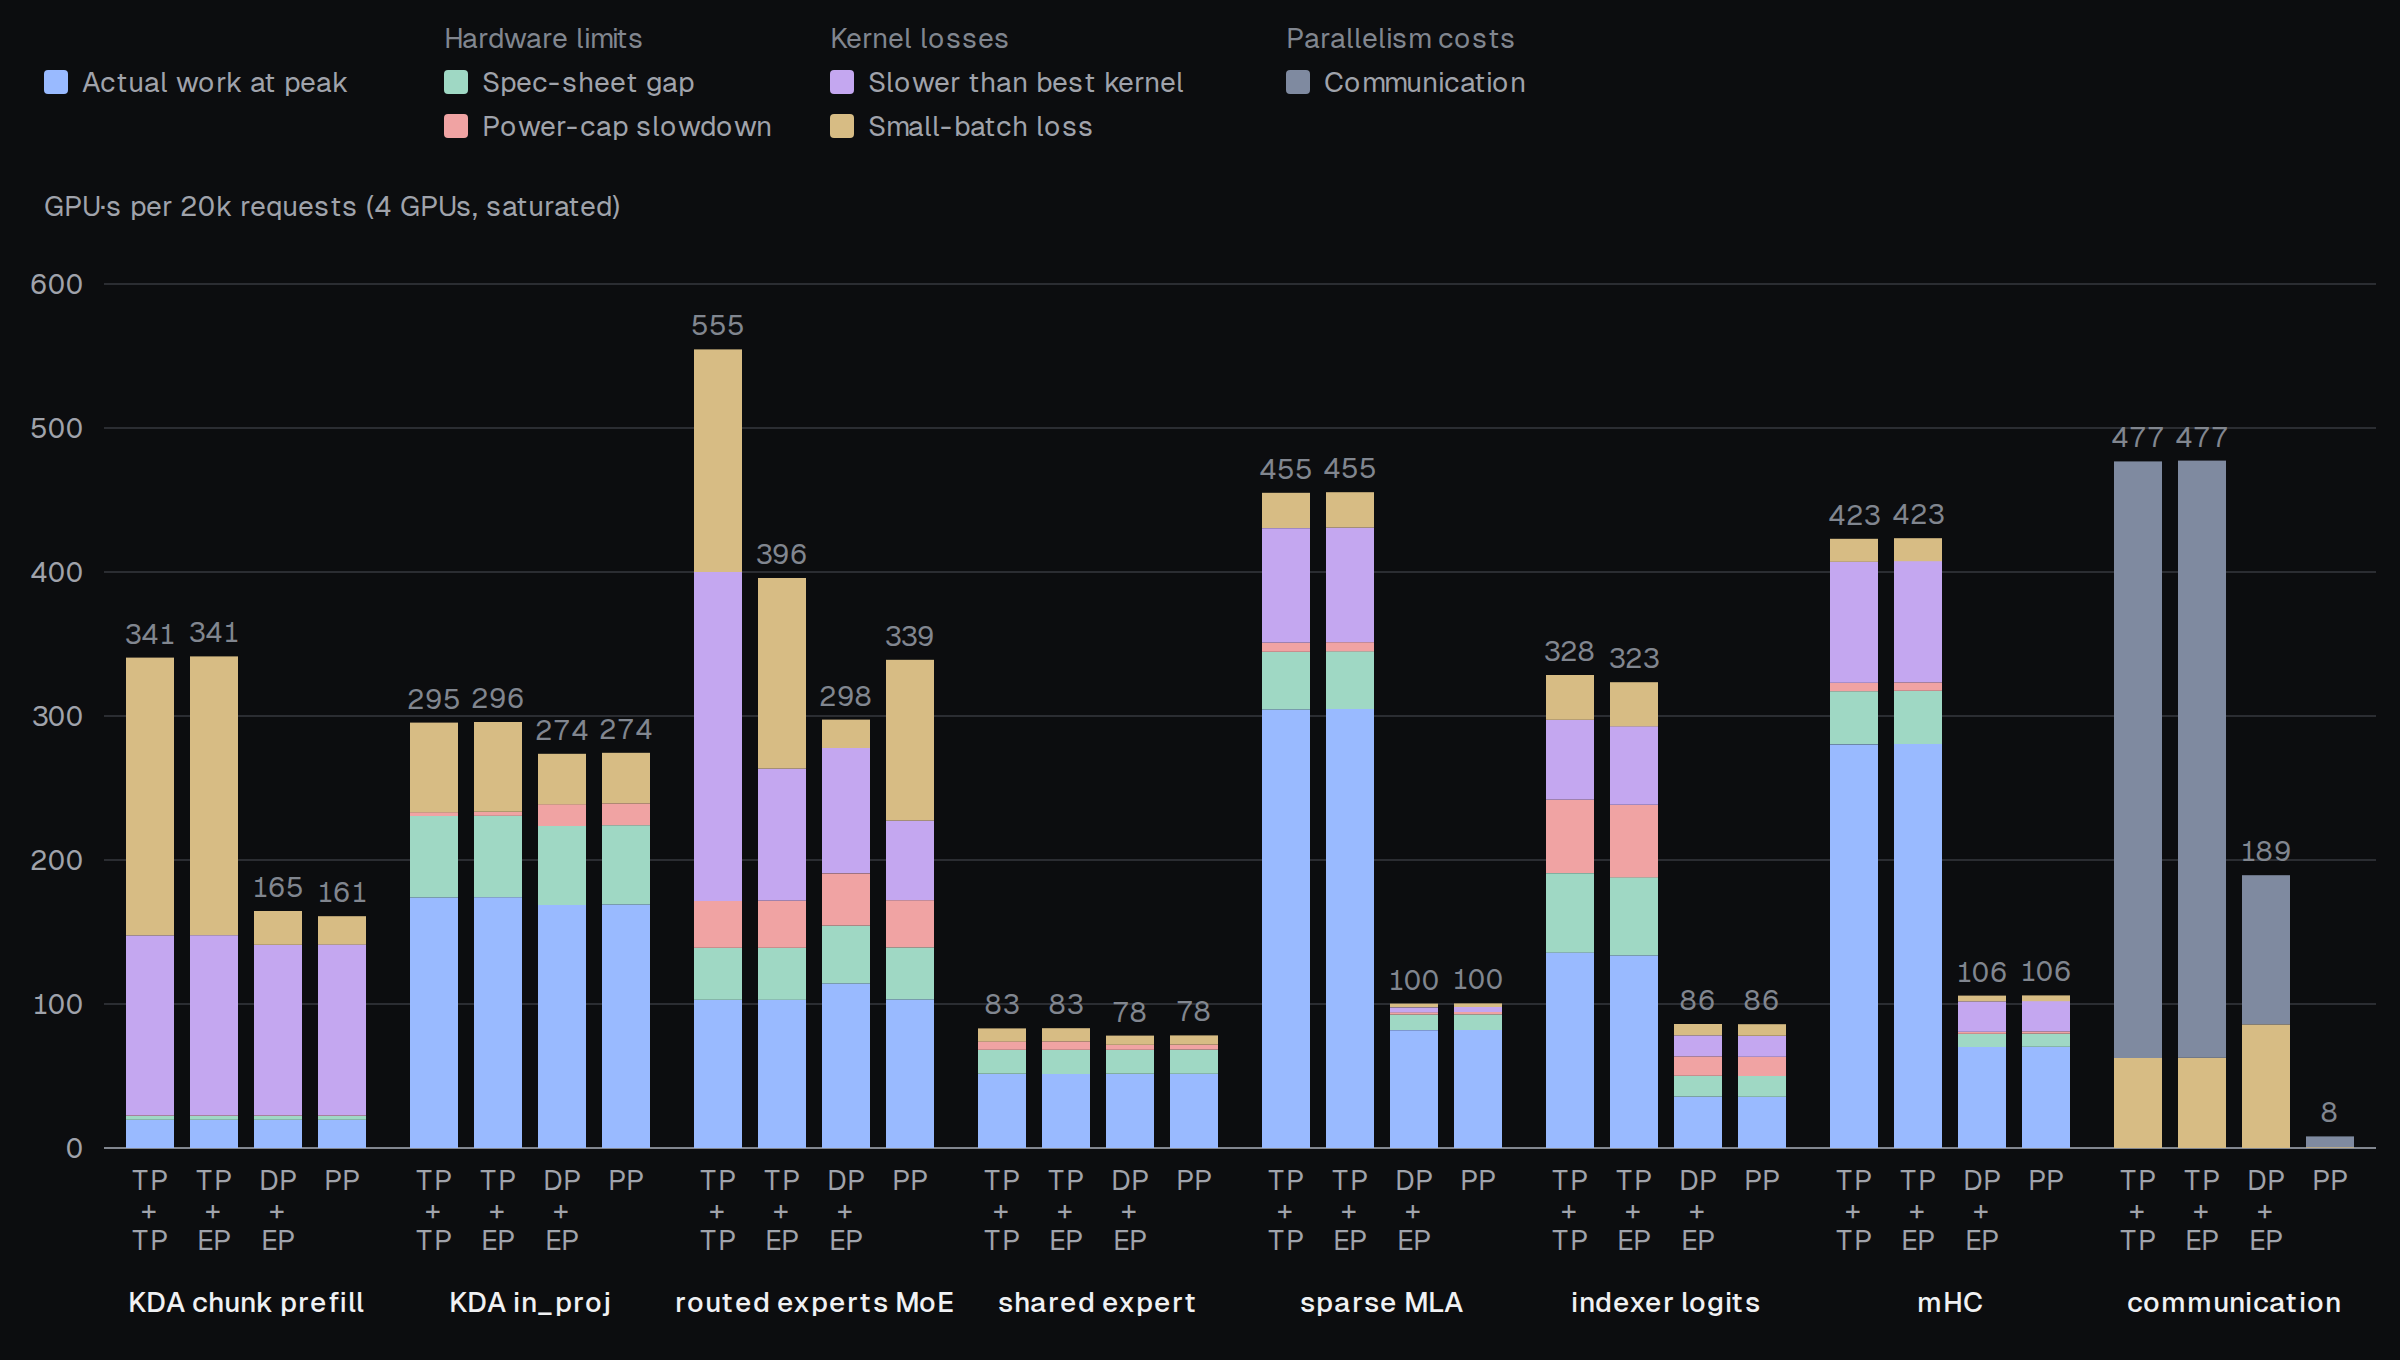 Hardware limits
Kernel losses
Parallelism costs
Actual work at peak
Spec-sheet gap
Slower than best kernel
Communication
Power-cap slowdown
Small-batch loss
GPU·s per 20k requests (4 GPUs, saturated)
600
500
400
300
200
100
0
341 341 165 161
295 296 274 274
555 396 298 339
83 83 78 78
455 455 100 100
328 323 86 86
423 423 106 106
477 477 189 8
TP + TP
TP + EP
DP + EP
PP
TP + TP
TP + EP
DP + EP
PP
TP + TP
TP + EP
DP + EP
PP
TP + TP
TP + EP
DP + EP
PP
TP + TP
TP + EP
DP + EP
PP
TP + TP
TP + EP
DP + EP
PP
TP + TP
TP + EP
DP + EP
PP
TP + TP
TP + EP
DP + EP
PP
KDA chunk prefill
KDA in_proj
routed experts MoE
shared expert
sparse MLA
indexer logits
mHC
communication